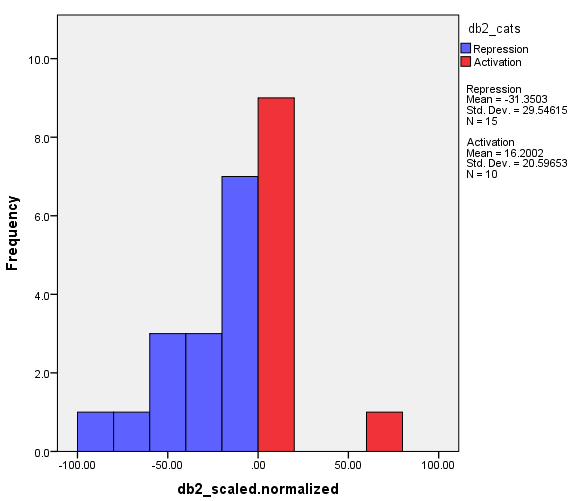 db2_cats
Repression
Activation
Repression
Mean = -31.3503
Std. Dev. = 29.54615
N = 15
Activation
Mean = 16.2002
Std. Dev. = 20.59653
N = 10
Frequency
10.0
8.0
6.0
4.0
2.0
0.0
-100.00 -50.00 .00 50.00 100.00
db2_scaled.normalized